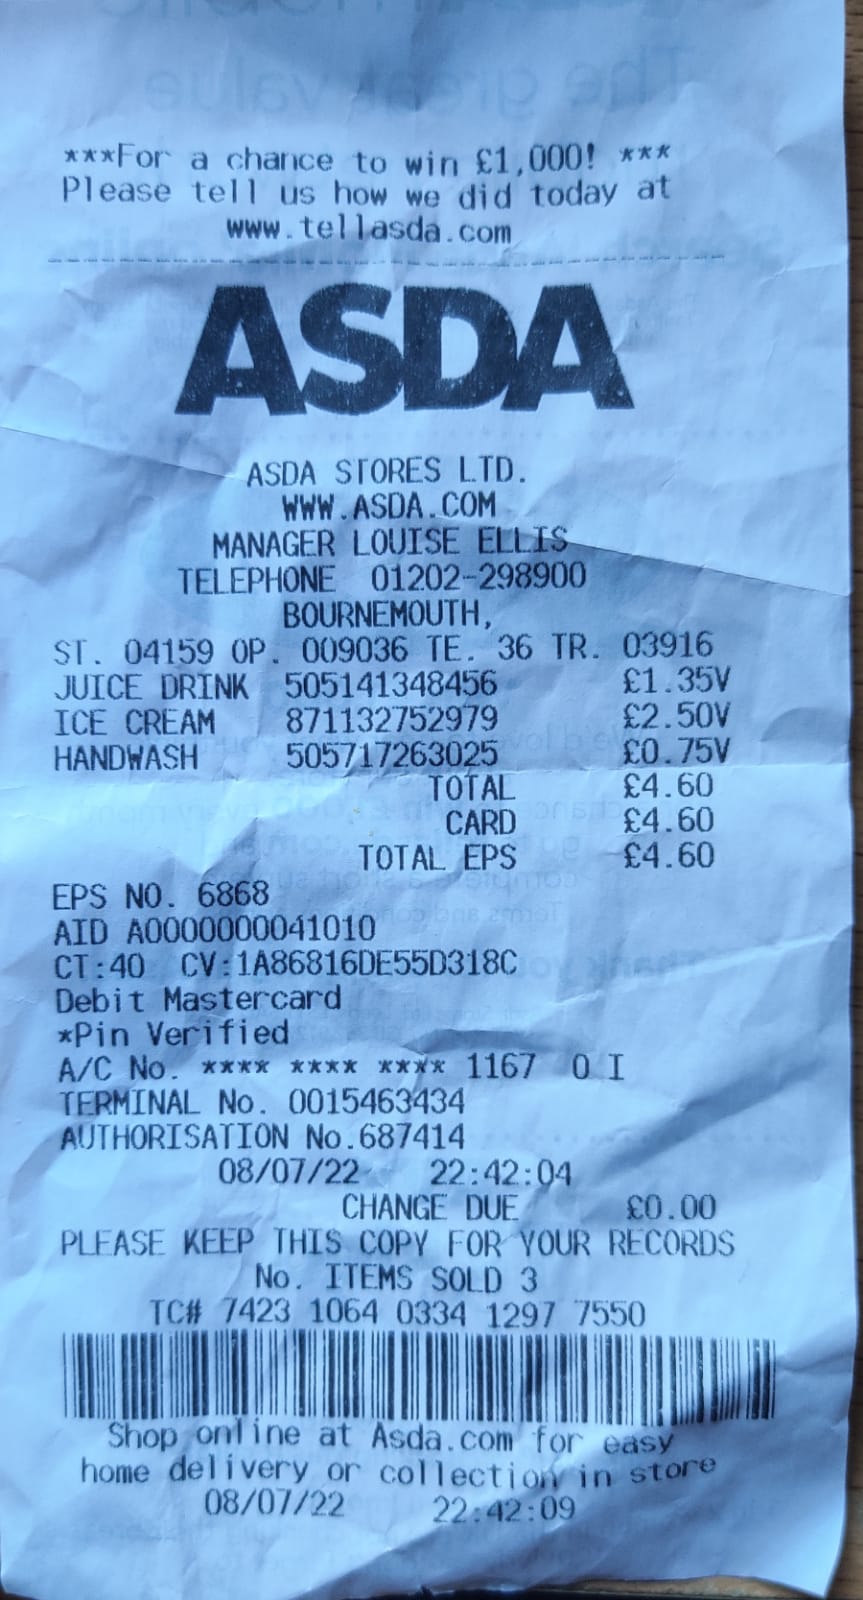 ***For a chance to win £1,000! ***
Please tell us how we did today at
www.tellasda.com
ASDA
ASDA STORES LTD.
WWW.ASDA.COM
MANAGER LOUISE ELLIS
TELEPHONE 01202-298900
BOURNEMOUTH,
ST. 04159 OP. 009036 TE. 36 TR. 03916
JUICE DRINK 505141348456 £1.35V
ICE CREAM 871132752979 £2.50V
HANDWASH 505717263025 £0.75V
TOTAL £4.60
CARD £4.60
TOTAL EPS £4.60
EPS NO. 6868
AID A0000000041010
CT:40 CV:1A86816DE55D318C
Debit Mastercard
*Pin Verified
A/C No. **** **** **** 1167 0 I
TERMINAL No. 0015463434
AUTHORISATION No.687414
08/07/22 22:42:04
CHANGE DUE £0.00
PLEASE KEEP THIS COPY FOR YOUR RECORDS
No. ITEMS SOLD 3
TC# 7423 1064 0334 1297 7550
Shop online at Asda.com for easy
home delivery or collection in store
08/07/22 22:42:09